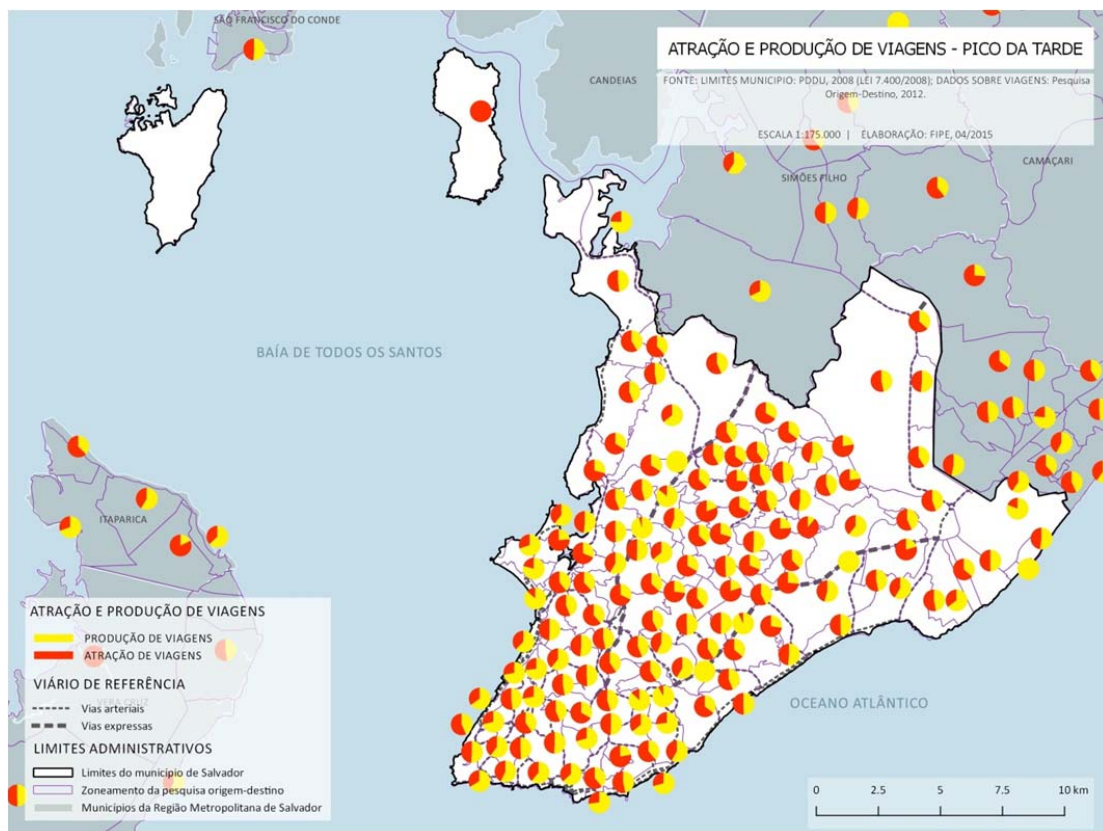 SÃO FRANCISCO DO CONDE
ATRAÇÃO E PRODUÇÃO DE VIAGENS - PICO DA TARDE
FONTE: LIMITES MUNICIPIO: PDDU, 2008 (LEI 7.400/2008); DADOS SOBRE VIAGENS: Pesquisa
Origem-Destino, 2012.
ESCALA 1:175.000 | ELABORAÇÃO: FIPE, 04/2015
CANDEIAS
CAMAÇARI
SIMÕES FILHO
BAÍA DE TODOS OS SANTOS
ITAPARICA
ATRAÇÃO E PRODUÇÃO DE VIAGENS
PRODUÇÃO DE VIAGENS
ATRAÇÃO DE VIAGENS
VERA CRUZ
VIÁRIO DE REFERÊNCIA
Vias arteriais
Vias expressas
LIMITES ADMINISTRATIVOS
Limites do município de Salvador
Zoneamento da pesquisa origem-destino
Municípios da Região Metropolitana de Salvador
OCEANO ATLÂNTICO
0 2.5 5 7.5 10 km